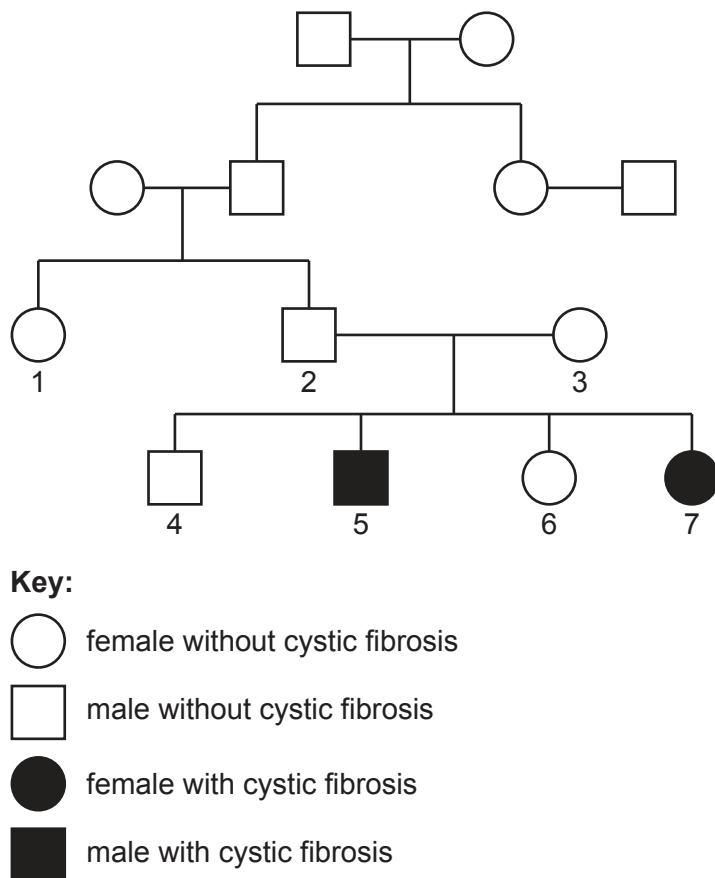 1
2
3
4
5
6
7
Key:
female without cystic fibrosis
male without cystic fibrosis
female with cystic fibrosis
male with cystic fibrosis